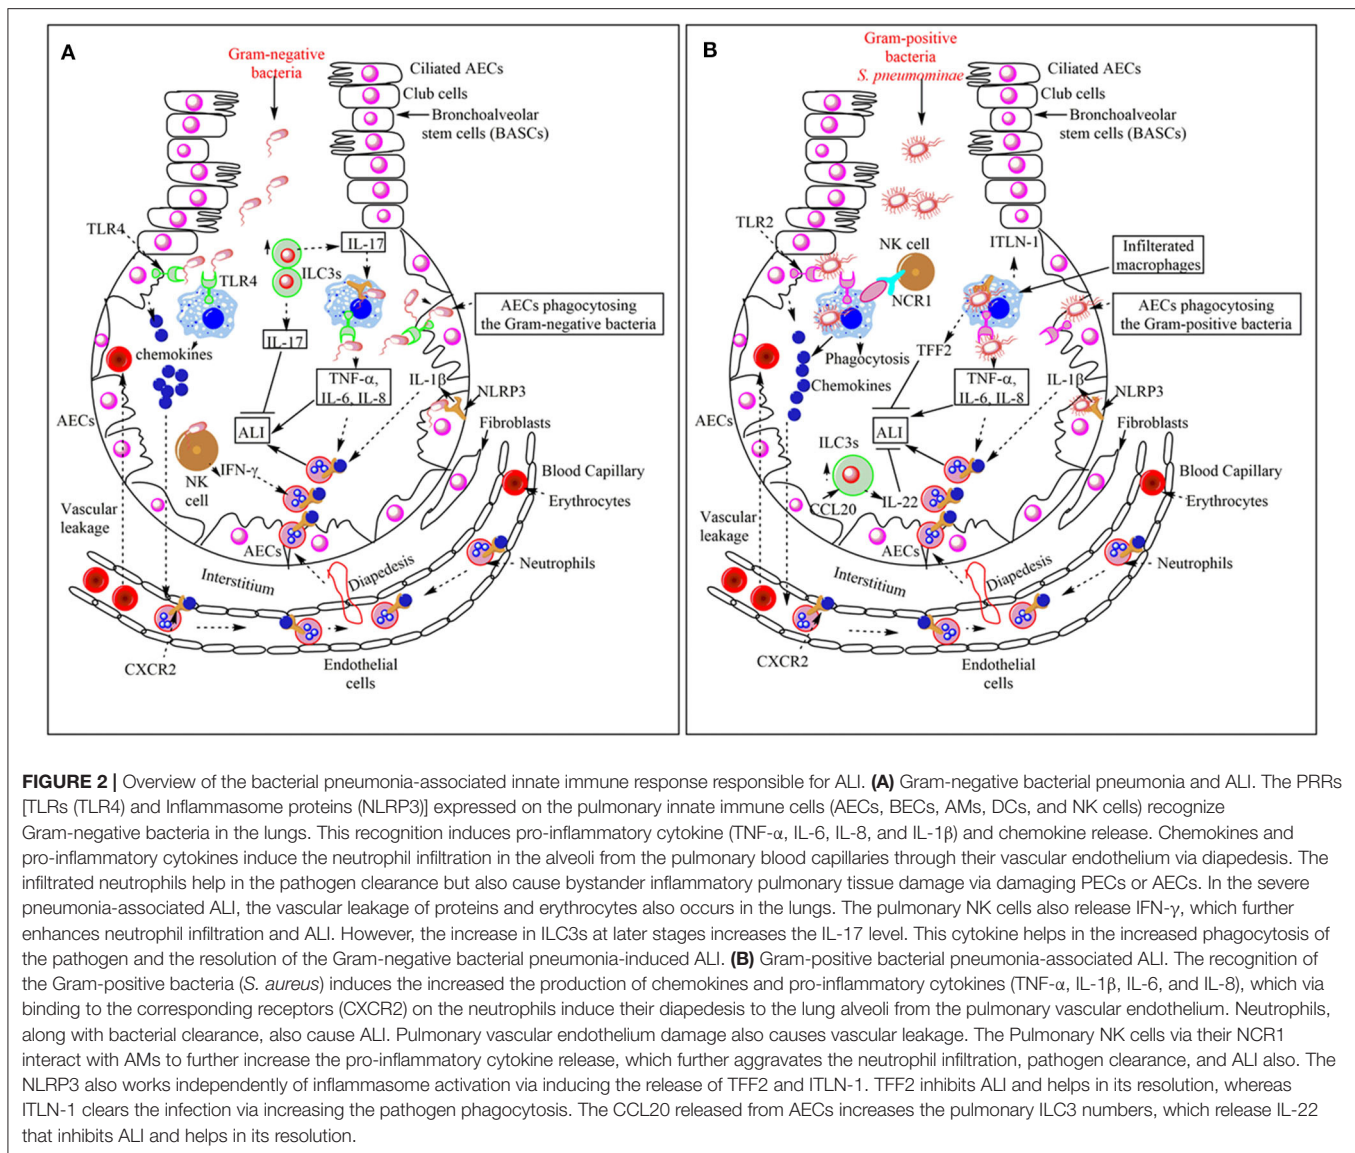 A
Gram-negative
bacteria
Ciliated AECs
Club cells
Bronchoalveolar
stem cells (BASCs)
TLR4
IL-17
ILC3s
TLR4
AECs phagocytosing
the Gram-negative bacteria
chemokines
IL-17
TNF-α,
IL-6, IL-8
IL-1β
NLRP3
AECs
ALI
Fibroblasts
NK
cell
IFN-γ
Blood Capillary
Erythrocytes
Vascular
leakage
AECs
Neutrophils
Interstitium
Diapedesis
CXCR2
Endothelial
cells
B
Gram-positive
bacteria
S. pneumominae
Ciliated AECs
Club cells
Bronchoalveolar
stem cells (BASCs)
TLR2
NK cell
ITLN-1
Infilterated
macrophages
NCR1
AECs phagocytosing
the Gram-positive bacteria
Phagocytosis
TFF2
Chemokines
TNF-α,
IL-6, IL-8
IL-1β
NLRP3
AECs
ALI
Fibroblasts
ILC3s
CCL20
IL-22
Blood Capillary
Erythrocytes
Vascular
leakage
AECs
Neutrophils
Interstitium
Diapedesis
CXCR2
Endothelial
cells
FIGURE 2 | Overview of the bacterial pneumonia-associated innate immune response responsible for ALI. (A) Gram-negative bacterial pneumonia and ALI. The PRRs
[TLRs (TLR4) and Inflammasome proteins (NLRP3)] expressed on the pulmonary innate immune cells (AECs, BECs, AMs, DCs, and NK cells) recognize
Gram-negative bacteria in the lungs. This recognition induces pro-inflammatory cytokine (TNF-α, IL-6, IL-8, and IL-1β) and chemokine release. Chemokines and
pro-inflammatory cytokines induce the neutrophil infiltration in the alveoli from the pulmonary blood capillaries through their vascular endothelium via diapedesis. The
infiltrated neutrophils help in the pathogen clearance but also cause bystander inflammatory pulmonary tissue damage via damaging PECs or AECs. In the severe
pneumonia-associated ALI, the vascular leakage of proteins and erythrocytes also occurs in the lungs. The pulmonary NK cells also release IFN-γ, which further
enhances neutrophil infiltration and ALI. However, the increase in ILC3s at later stages increases the IL-17 level. This cytokine helps in the increased phagocytosis of
the pathogen and the resolution of the Gram-negative bacterial pneumonia-induced ALI. (B) Gram-positive bacterial pneumonia-associated ALI. The recognition of
the Gram-positive bacteria (S. aureus) induces the increased the production of chemokines and pro-inflammatory cytokines (TNF-α, IL-1β, IL-6, and IL-8), which via
binding to the corresponding receptors (CXCR2) on the neutrophils induce their diapedesis to the lung alveoli from the pulmonary vascular endothelium. Neutrophils,
along with bacterial clearance, also cause ALI. Pulmonary vascular endothelium damage also causes vascular leakage. The Pulmonary NK cells via their NCR1
interact with AMs to further increase the pro-inflammatory cytokine release, which further aggravates the neutrophil infiltration, pathogen clearance, and ALI also. The
NLRP3 also works independently of inflammasome activation via inducing the release of TFF2 and ITLN-1. TFF2 inhibits ALI and helps in its resolution, whereas
ITLN-1 clears the infection via increasing the pathogen phagocytosis. The CCL20 released from AECs increases the pulmonary ILC3 numbers, which release IL-22
that inhibits ALI and helps in its resolution.